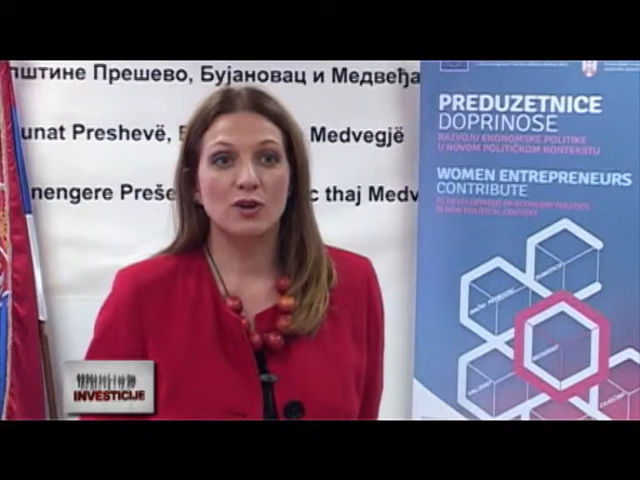 пштине Прешево, Бујановац и Медвеђа
unat Preshevë, Medvegjë
nengere Preše c thaj Medv
PREDUZETNICE
DOPRINOSE
RAZVOJU EKONOMSKE POLITIKE
U NOVOM POLITIČKOM KONTEKSTU
WOMEN ENTREPRENEURS
CONTRIBUTE
TO DEVELOPMENT OF ECONOMY POLITICS
IN NEW POLITICAL CONTEXT
INVESTICIJE